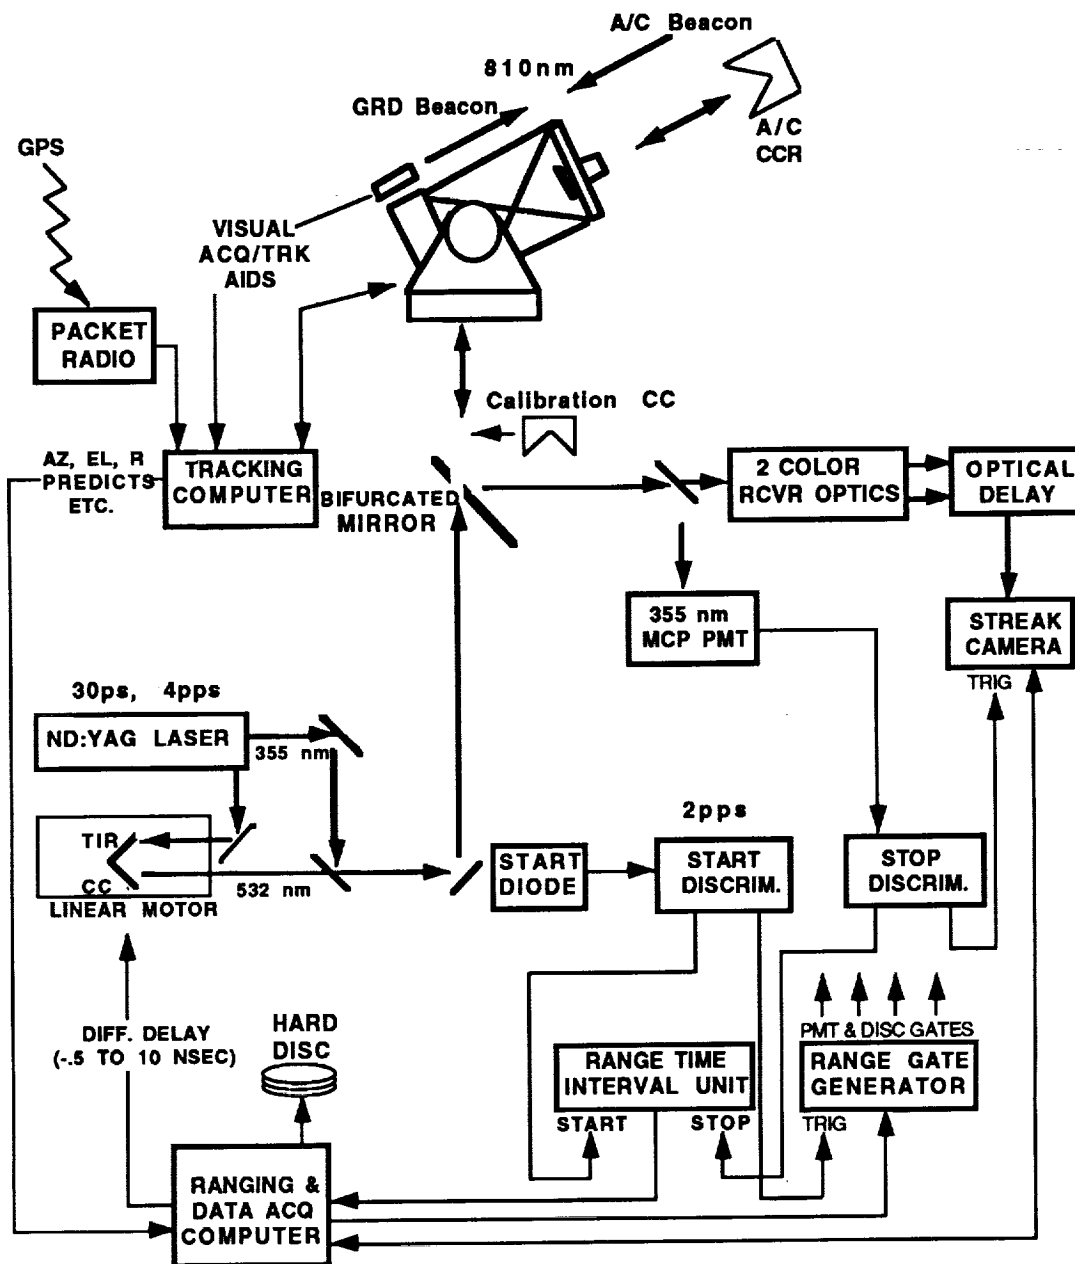 A/C Beacon
810nm
GRD Beacon
A/C
CCR
GPS
VISUAL
ACQ/TRK
AIDS
PACKET
RADIO
Calibration CC
AZ, EL, R
PREDICTS
ETC.
TRACKING
COMPUTER
BIFURCATED
MIRROR
2 COLOR
RCVR OPTICS
OPTICAL
DELAY
355 nm
MCP PMT
STREAK
CAMERA
TRIG
30ps, 4pps
ND:YAG LASER
355 nm
TIR
CC
532 nm
LINEAR MOTOR
2pps
START
DIODE
START
DISCRIM.
STOP
DISCRIM.
DIFF. DELAY
(-.5 TO 10 NSEC)
HARD
DISC
PMT & DISC GATES
RANGE TIME
INTERVAL UNIT
RANGE GATE
GENERATOR
START
STOP
TRIG
RANGING &
DATA ACQ
COMPUTER